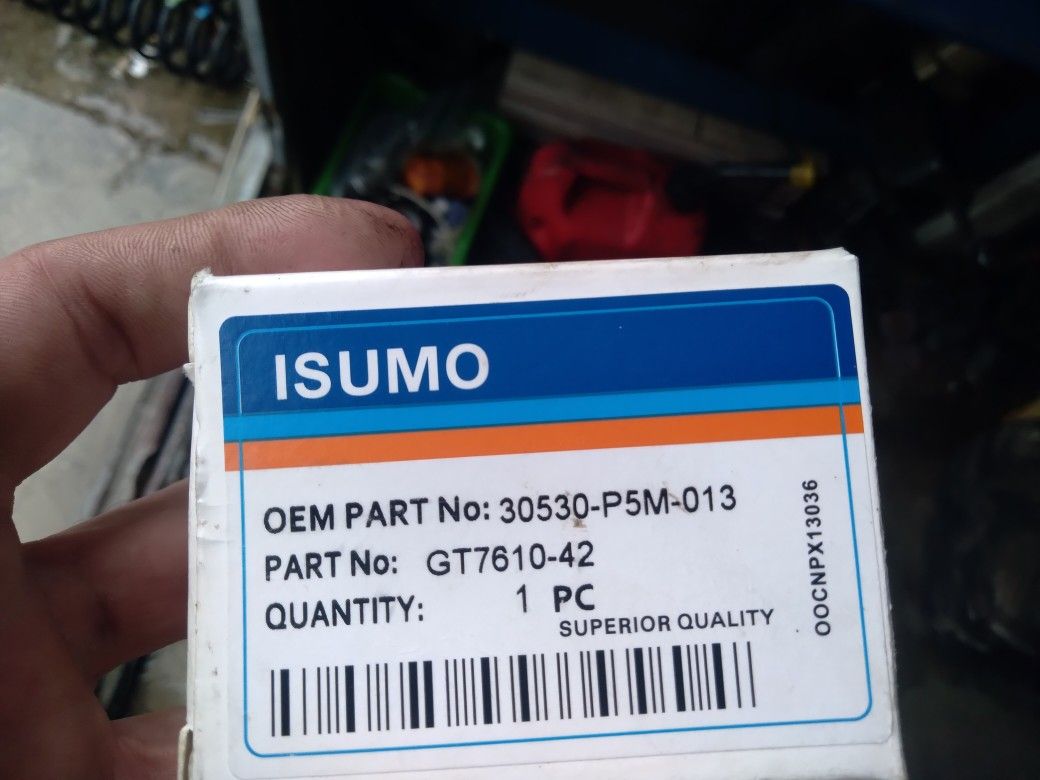 ISUMO
OEM PART No: 30530-P5M-013
PART No: GT7610-42
QUANTITY: 1 PC
SUPERIOR QUALITY
OOCNPX13036